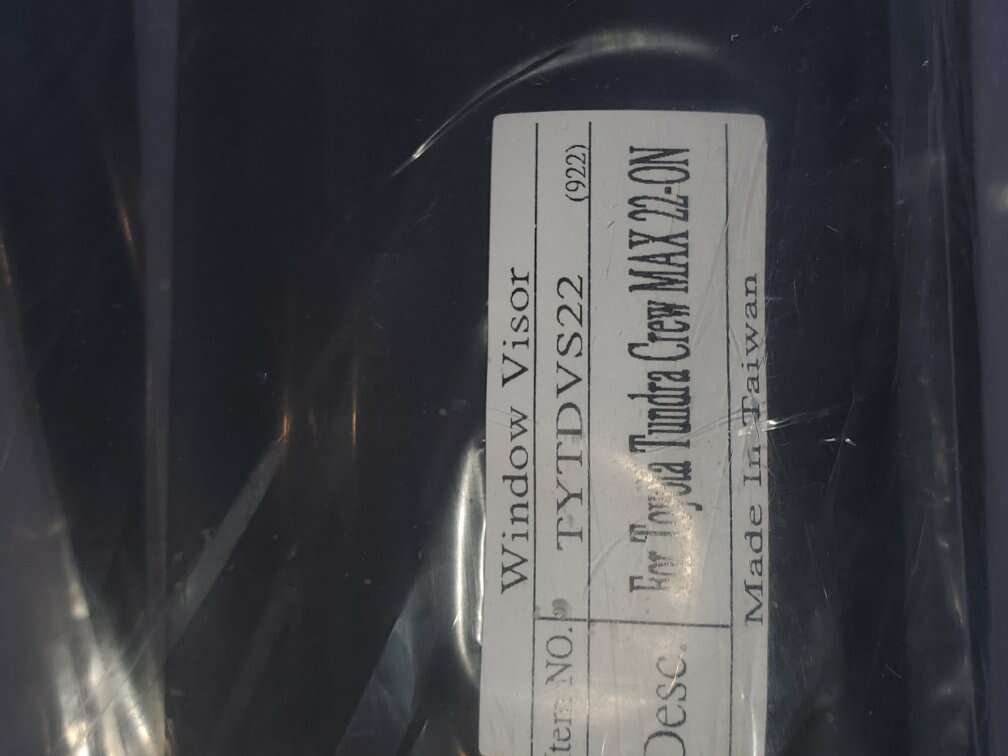 Window Visor
Item NO. TYTDVS22 (922)
Desc. For Toyota Tundra Crew MAX 22-ON
Made In Taiwan